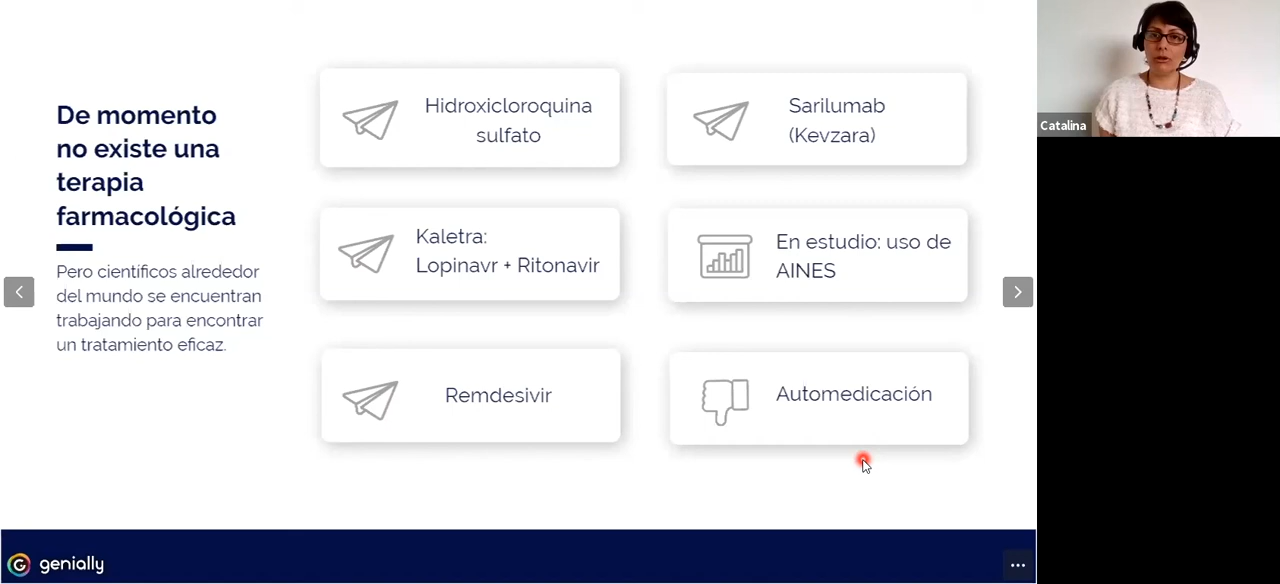 De momento
no existe una
terapia
farmacológica
Pero científicos alrededor
del mundo se encuentran
trabajando para encontrar
un tratamiento eficaz.
Hidroxicloroquina
sulfato
Sarilumab
(Kevzara)
Kaletra:
Lopinavr + Ritonavir
En estudio: uso de
AINES
Remdesivir
Automedicación
Catalina
genially